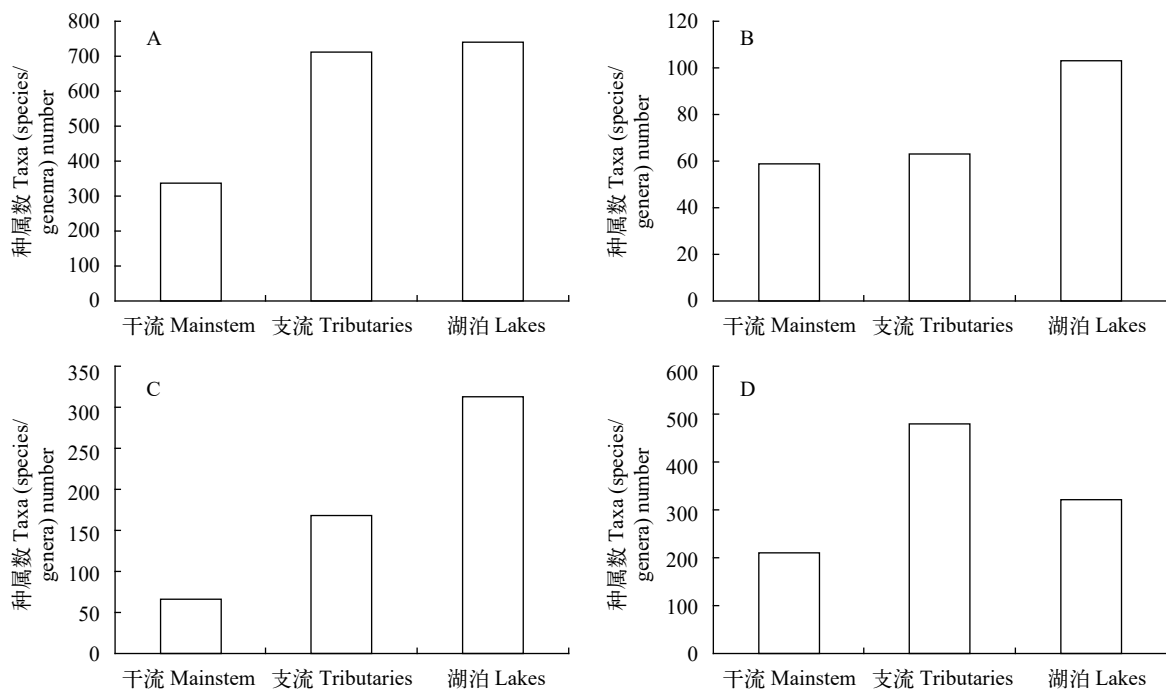 A
种属数 Taxa (species/
genenra) number
800
700
600
500
400
300
200
100
0
干流 Mainstem
支流 Tributaries
湖泊 Lakes
B
种属数 Taxa (species/
genera) number
120
100
80
60
40
20
0
干流 Mainstem
支流 Tributaries
湖泊 Lakes
C
种属数 Taxa (species/
genera) number
350
300
250
200
150
100
50
0
干流 Mainstem
支流 Tributaries
湖泊 Lakes
D
种属数 Taxa (species/
genera) number
600
500
400
300
200
100
0
干流 Mainstem
支流 Tributaries
湖泊 Lakes